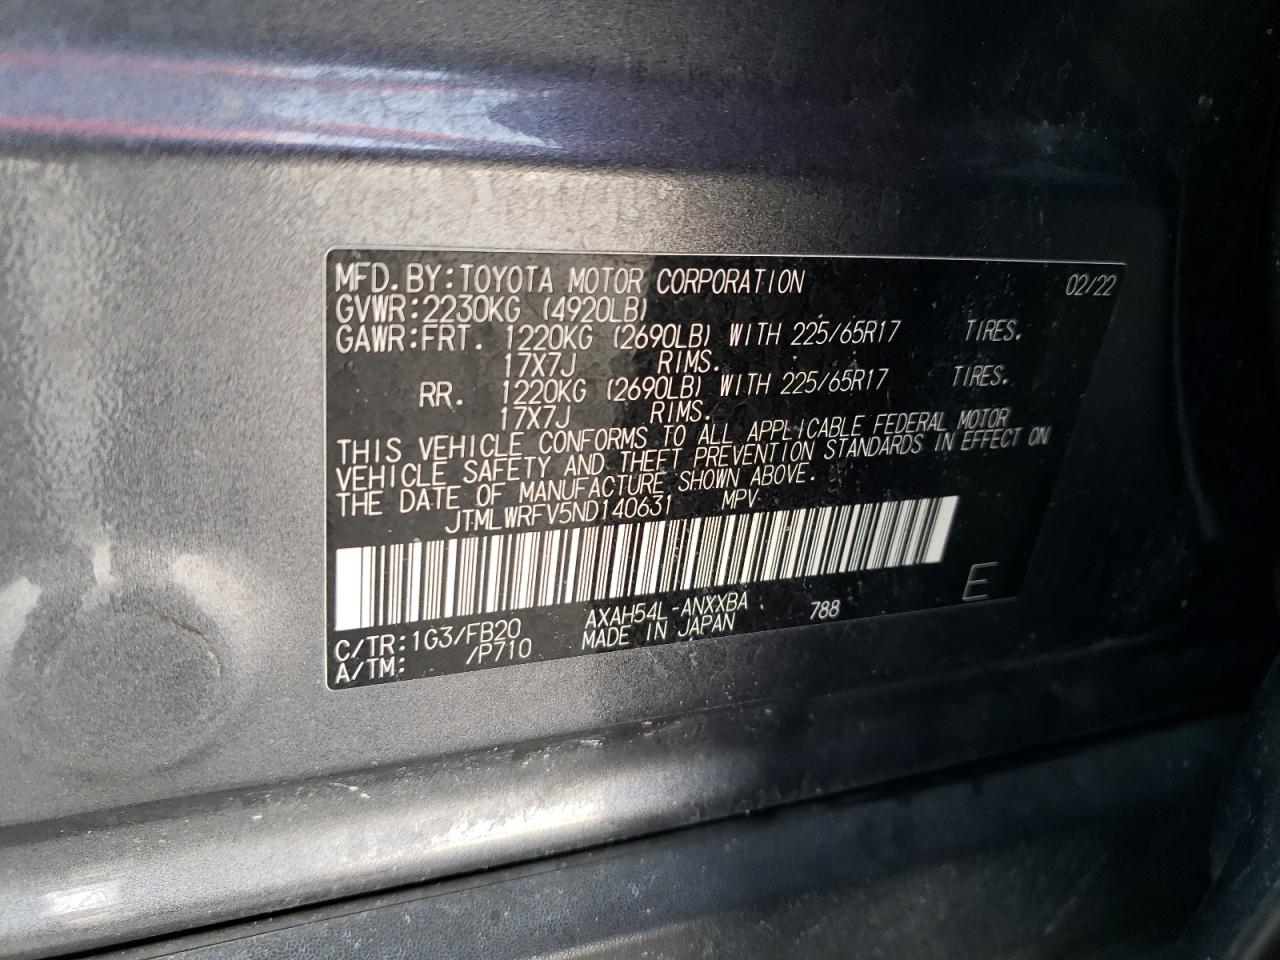 MFD.BY:TOYOTA MOTOR CORPORATION 02/22
GVWR:2230KG (4920LB)
GAWR:FRT. 1220KG (2690LB) WITH 225/65R17 TIRES.
17X7J RIMS.
RR. 1220KG (2690LB) WITH 225/65R17 TIRES.
17X7J RIMS.
THIS VEHICLE CONFORMS TO ALL APPLICABLE FEDERAL MOTOR
VEHICLE SAFETY AND THEFT PREVENTION STANDARDS IN EFFECT ON
THE DATE OF MANUFACTURE SHOWN ABOVE.
JTMLWRFV5ND140631 MPV
E
C/TR:1G3/FB20 AXAH54L-ANXXBA 788
A/TM: /P710 MADE IN JAPAN